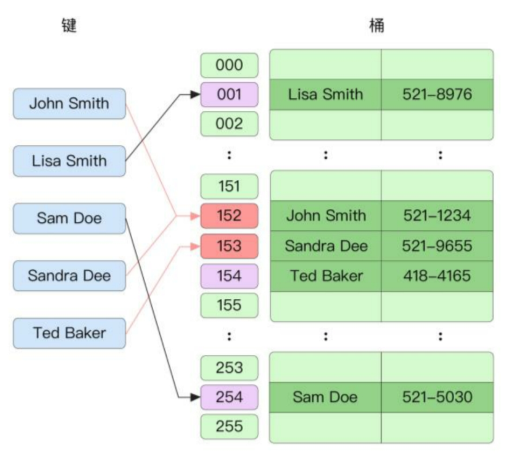 键 桶
000
001 Lisa Smith 521-8976
John Smith
002
Lisa Smith
: : :
151
Sam Doe 152 John Smith 521-1234
153 Sandra Dee 521-9655
Sandra Dee 154 Ted Baker 418-4165
155
Ted Baker
: : :
253
254 Sam Doe 521-5030
255